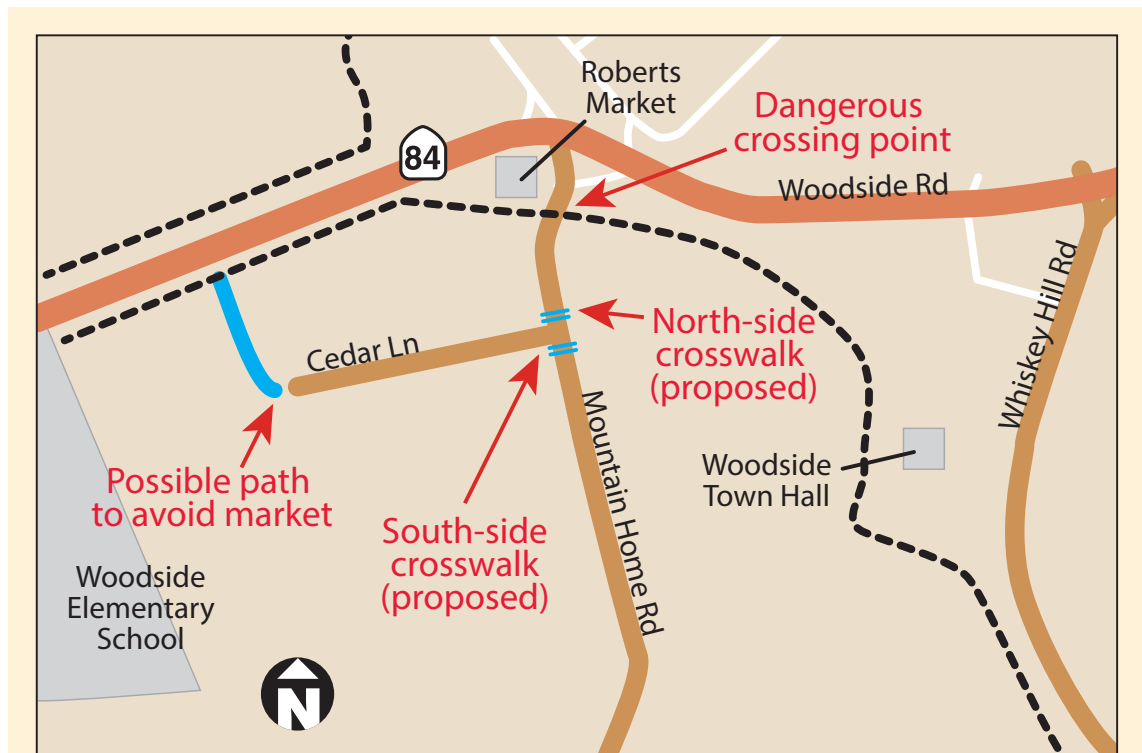 Roberts
Market
Dangerous
crossing point
84
Woodside Rd
Whiskey Hill Rd
North-side
crosswalk
(proposed)
Cedar Ln
Mountain Home Rd
Woodside
Town Hall
Possible path
to avoid market
South-side
crosswalk
(proposed)
Woodside
Elementary
School
N